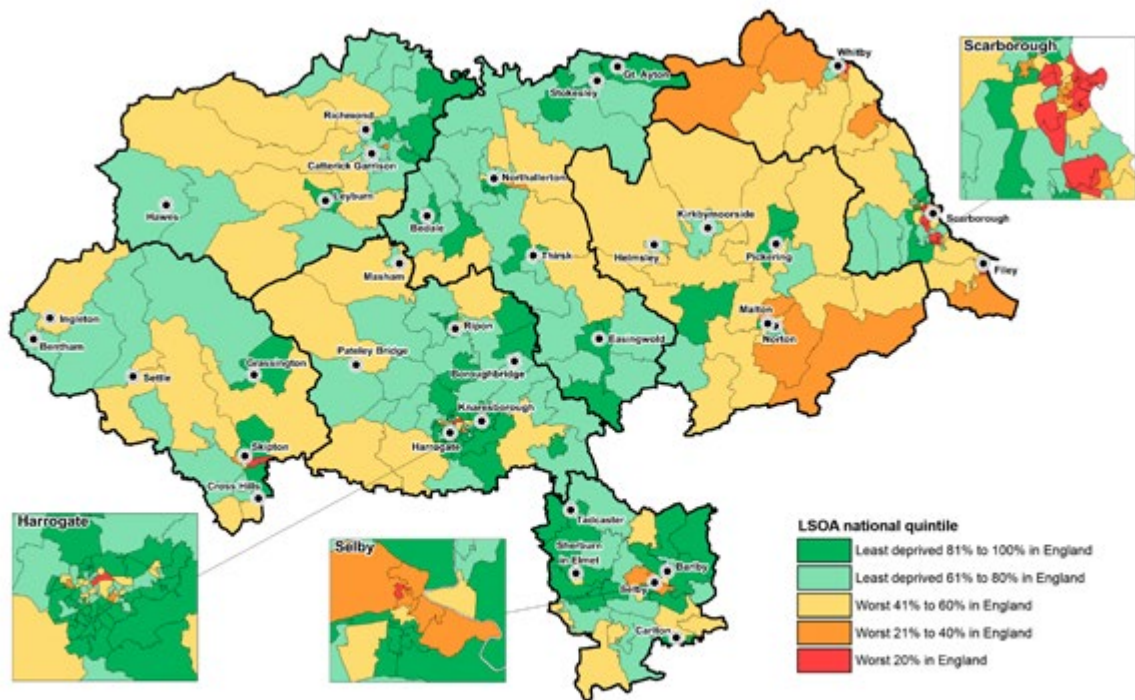 Whitby
Scarborough
Gt. Ayton
Stokesley
Richmond
Catterick Garrison
Northallerton
Leyburn
Hawes
Bedale
Kirkbymoorside
Scarborough
Helmsley
Pickering
Thirsk
Masham
Filey
Malton
Norton
Ingleton
Ripon
Bentham
Easingwold
Grassington
Pateley Bridge
Boroughbridge
Settle
Knaresborough
Harrogate
Skipton
Cross Hills
Tadcaster
Harrogate
Selby
Sherburn
in Elmet
Barlby
Selby
Carlton
LSOA national quintile
Least deprived 81% to 100% in England
Least deprived 61% to 80% in England
Worst 41% to 60% in England
Worst 21% to 40% in England
Worst 20% in England